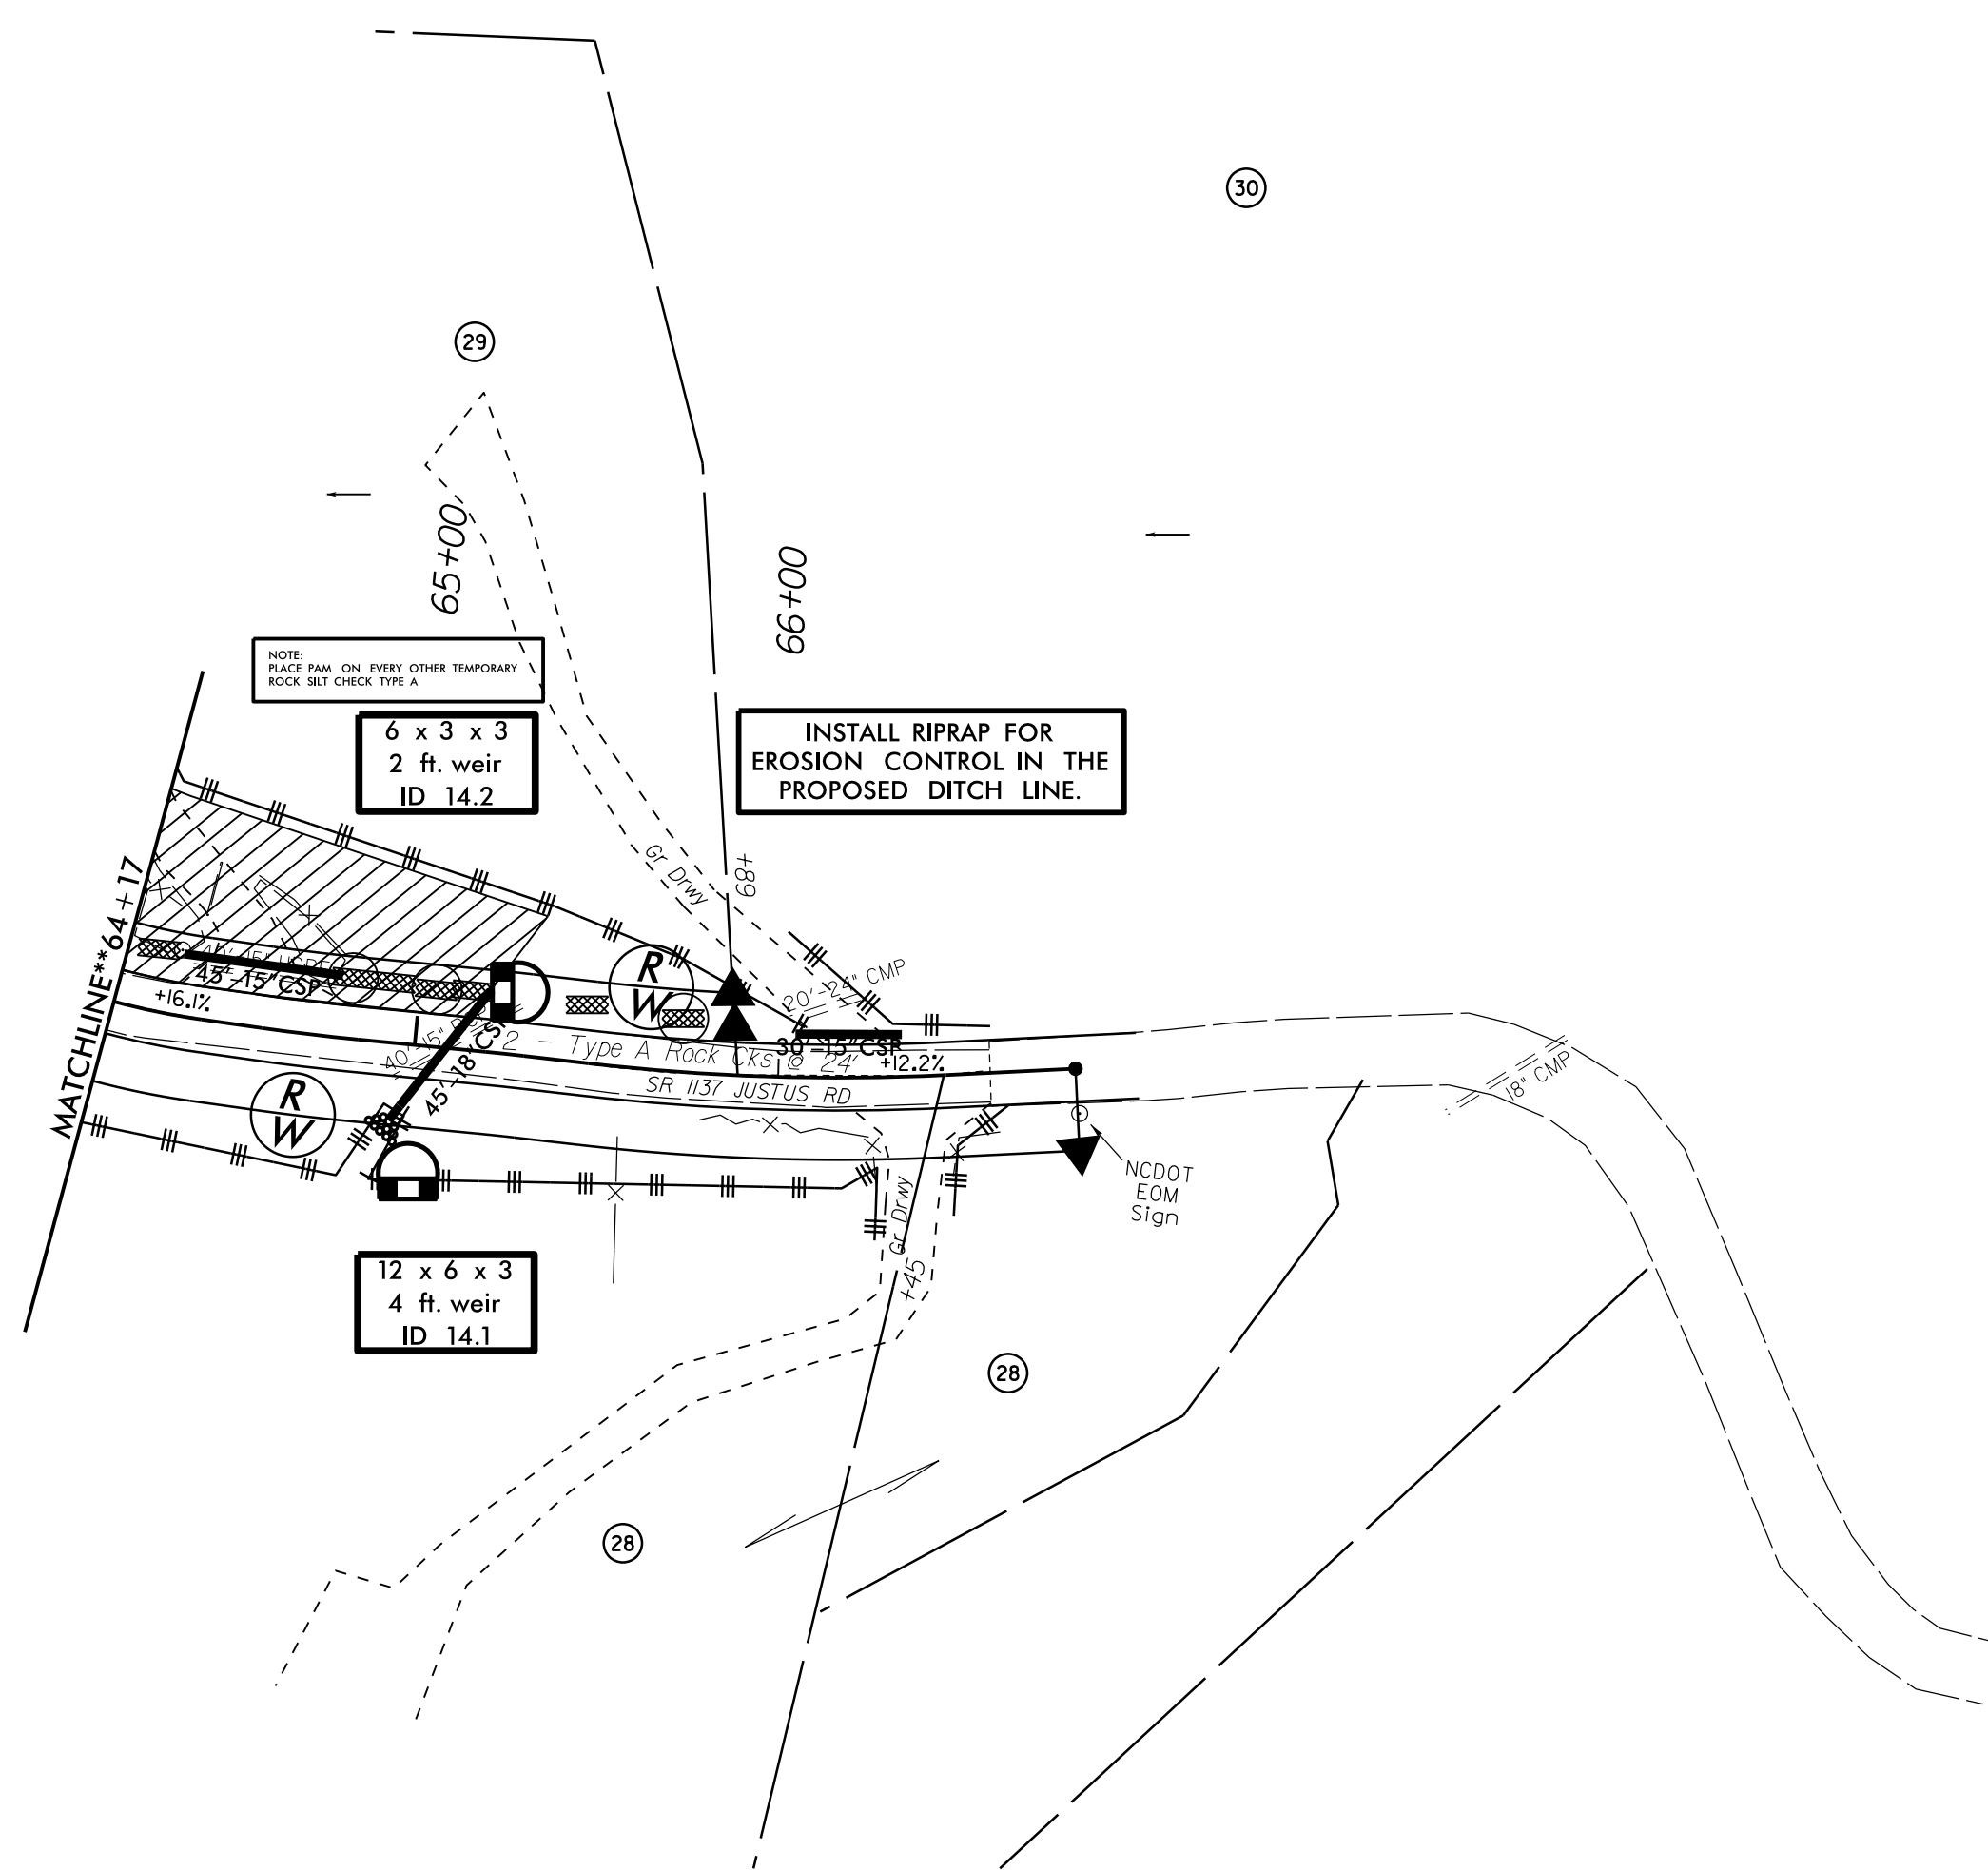 30
29
65+00
66+00
NOTE:
PLACE PAM ON EVERY OTHER TEMPORARY
ROCK SILT CHECK TYPE A
6 x 3 x 3
2 ft. weir
ID 14.2
INSTALL RIPRAP FOR
EROSION CONTROL IN THE
PROPOSED DITCH LINE.
MATCHLINE**64+17
Gr Drwy
+89
R
W
20'-24" CMP
45'-15"CSP
+16.1%
40'-15"
45'-18"CSP
2 - Type A Rock Cks @ 24'
30'-15"CSP
+12.2%
SR 1137 JUSTUS RD
18" CMP
R
W
NCDOT
EOM
Sign
Gr Drwy
+45
12 x 6 x 3
4 ft. weir
ID 14.1
28
28